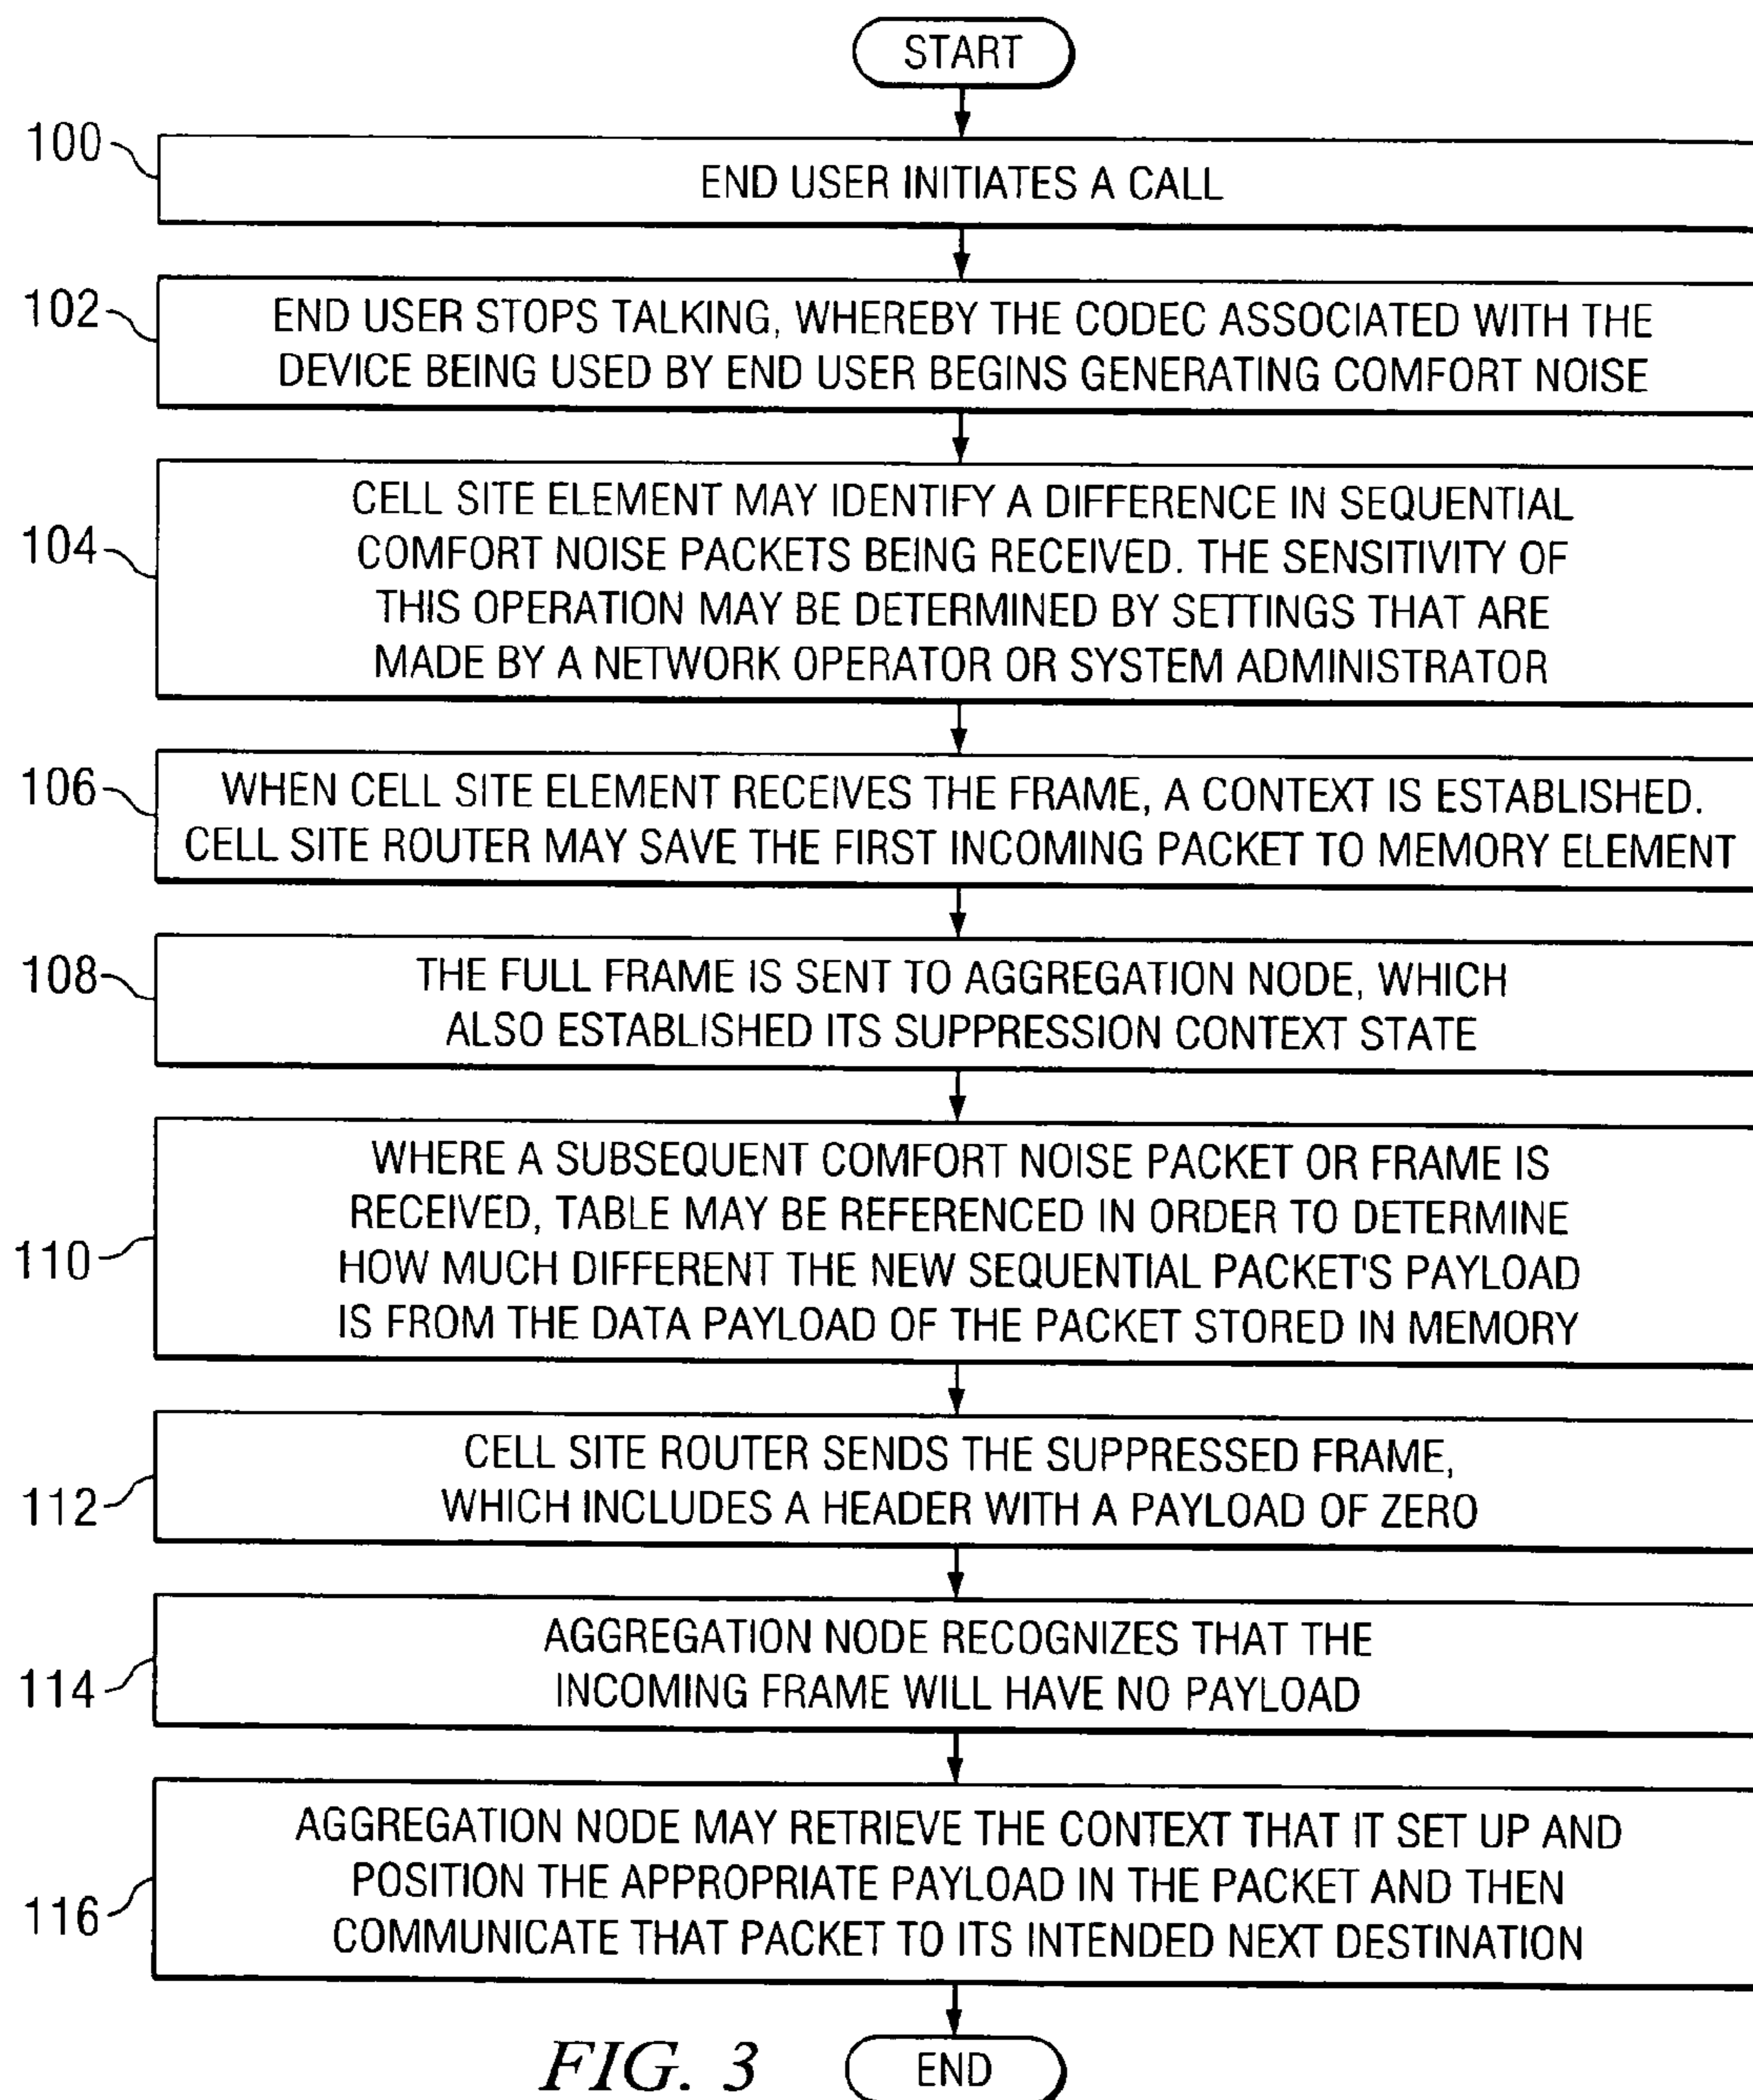 START
100
END USER INITIATES A CALL
102
END USER STOPS TALKING, WHEREBY THE CODEC ASSOCIATED WITH THE
DEVICE BEING USED BY END USER BEGINS GENERATING COMFORT NOISE
104
CELL SITE ELEMENT MAY IDENTIFY A DIFFERENCE IN SEQUENTIAL
COMFORT NOISE PACKETS BEING RECEIVED. THE SENSITIVITY OF
THIS OPERATION MAY BE DETERMINED BY SETTINGS THAT ARE
MADE BY A NETWORK OPERATOR OR SYSTEM ADMINISTRATOR
106
WHEN CELL SITE ELEMENT RECEIVES THE FRAME, A CONTEXT IS ESTABLISHED.
CELL SITE ROUTER MAY SAVE THE FIRST INCOMING PACKET TO MEMORY ELEMENT
108
THE FULL FRAME IS SENT TO AGGREGATION NODE, WHICH
ALSO ESTABLISHED ITS SUPPRESSION CONTEXT STATE
110
WHERE A SUBSEQUENT COMFORT NOISE PACKET OR FRAME IS
RECEIVED, TABLE MAY BE REFERENCED IN ORDER TO DETERMINE
HOW MUCH DIFFERENT THE NEW SEQUENTIAL PACKET'S PAYLOAD
IS FROM THE DATA PAYLOAD OF THE PACKET STORED IN MEMORY
112
CELL SITE ROUTER SENDS THE SUPPRESSED FRAME,
WHICH INCLUDES A HEADER WITH A PAYLOAD OF ZERO
114
AGGREGATION NODE RECOGNIZES THAT THE
INCOMING FRAME WILL HAVE NO PAYLOAD
116
AGGREGATION NODE MAY RETRIEVE THE CONTEXT THAT IT SET UP AND
POSITION THE APPROPRIATE PAYLOAD IN THE PACKET AND THEN
COMMUNICATE THAT PACKET TO ITS INTENDED NEXT DESTINATION
FIG. 3
END